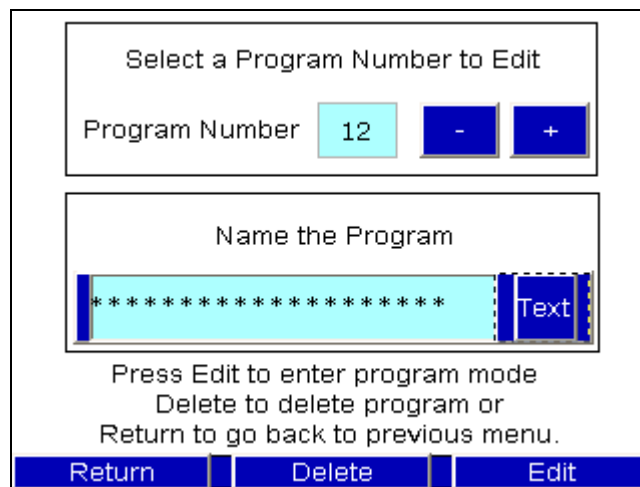 Select a Program Number to Edit
Program Number 12 - +
Name the Program
******************** Text
Press Edit to enter program mode
Delete to delete program or
Return to go back to previous menu.
Return Delete Edit